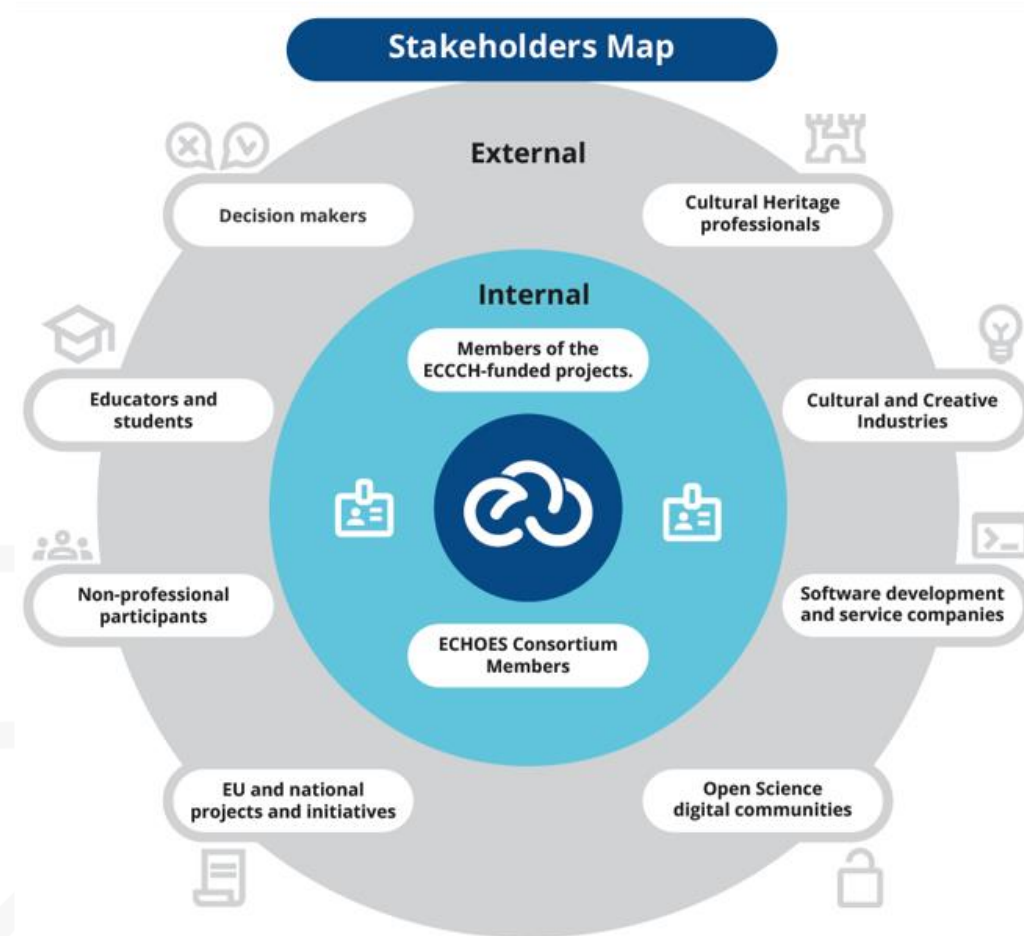 Stakeholders Map
External
Decision makers
Cultural Heritage
professionals
Internal
Members of the
ECCCH-funded projects.
Educators and
students
Cultural and Creative
Industries
Non-professional
participants
Software development
and service companies
ECHOES Consortium
Members
EU and national
projects and initiatives
Open Science
digital communities